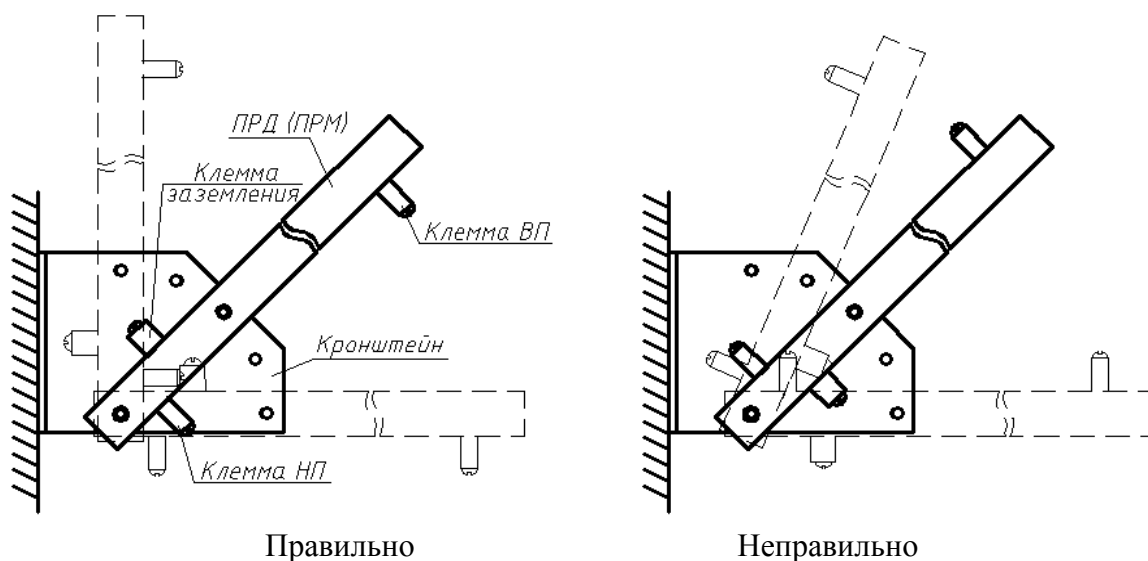 ПРД (ПРМ)
Клемма
заземления
Клемма ВП
Кронштейн
Клемма НП
Правильно
Неправильно